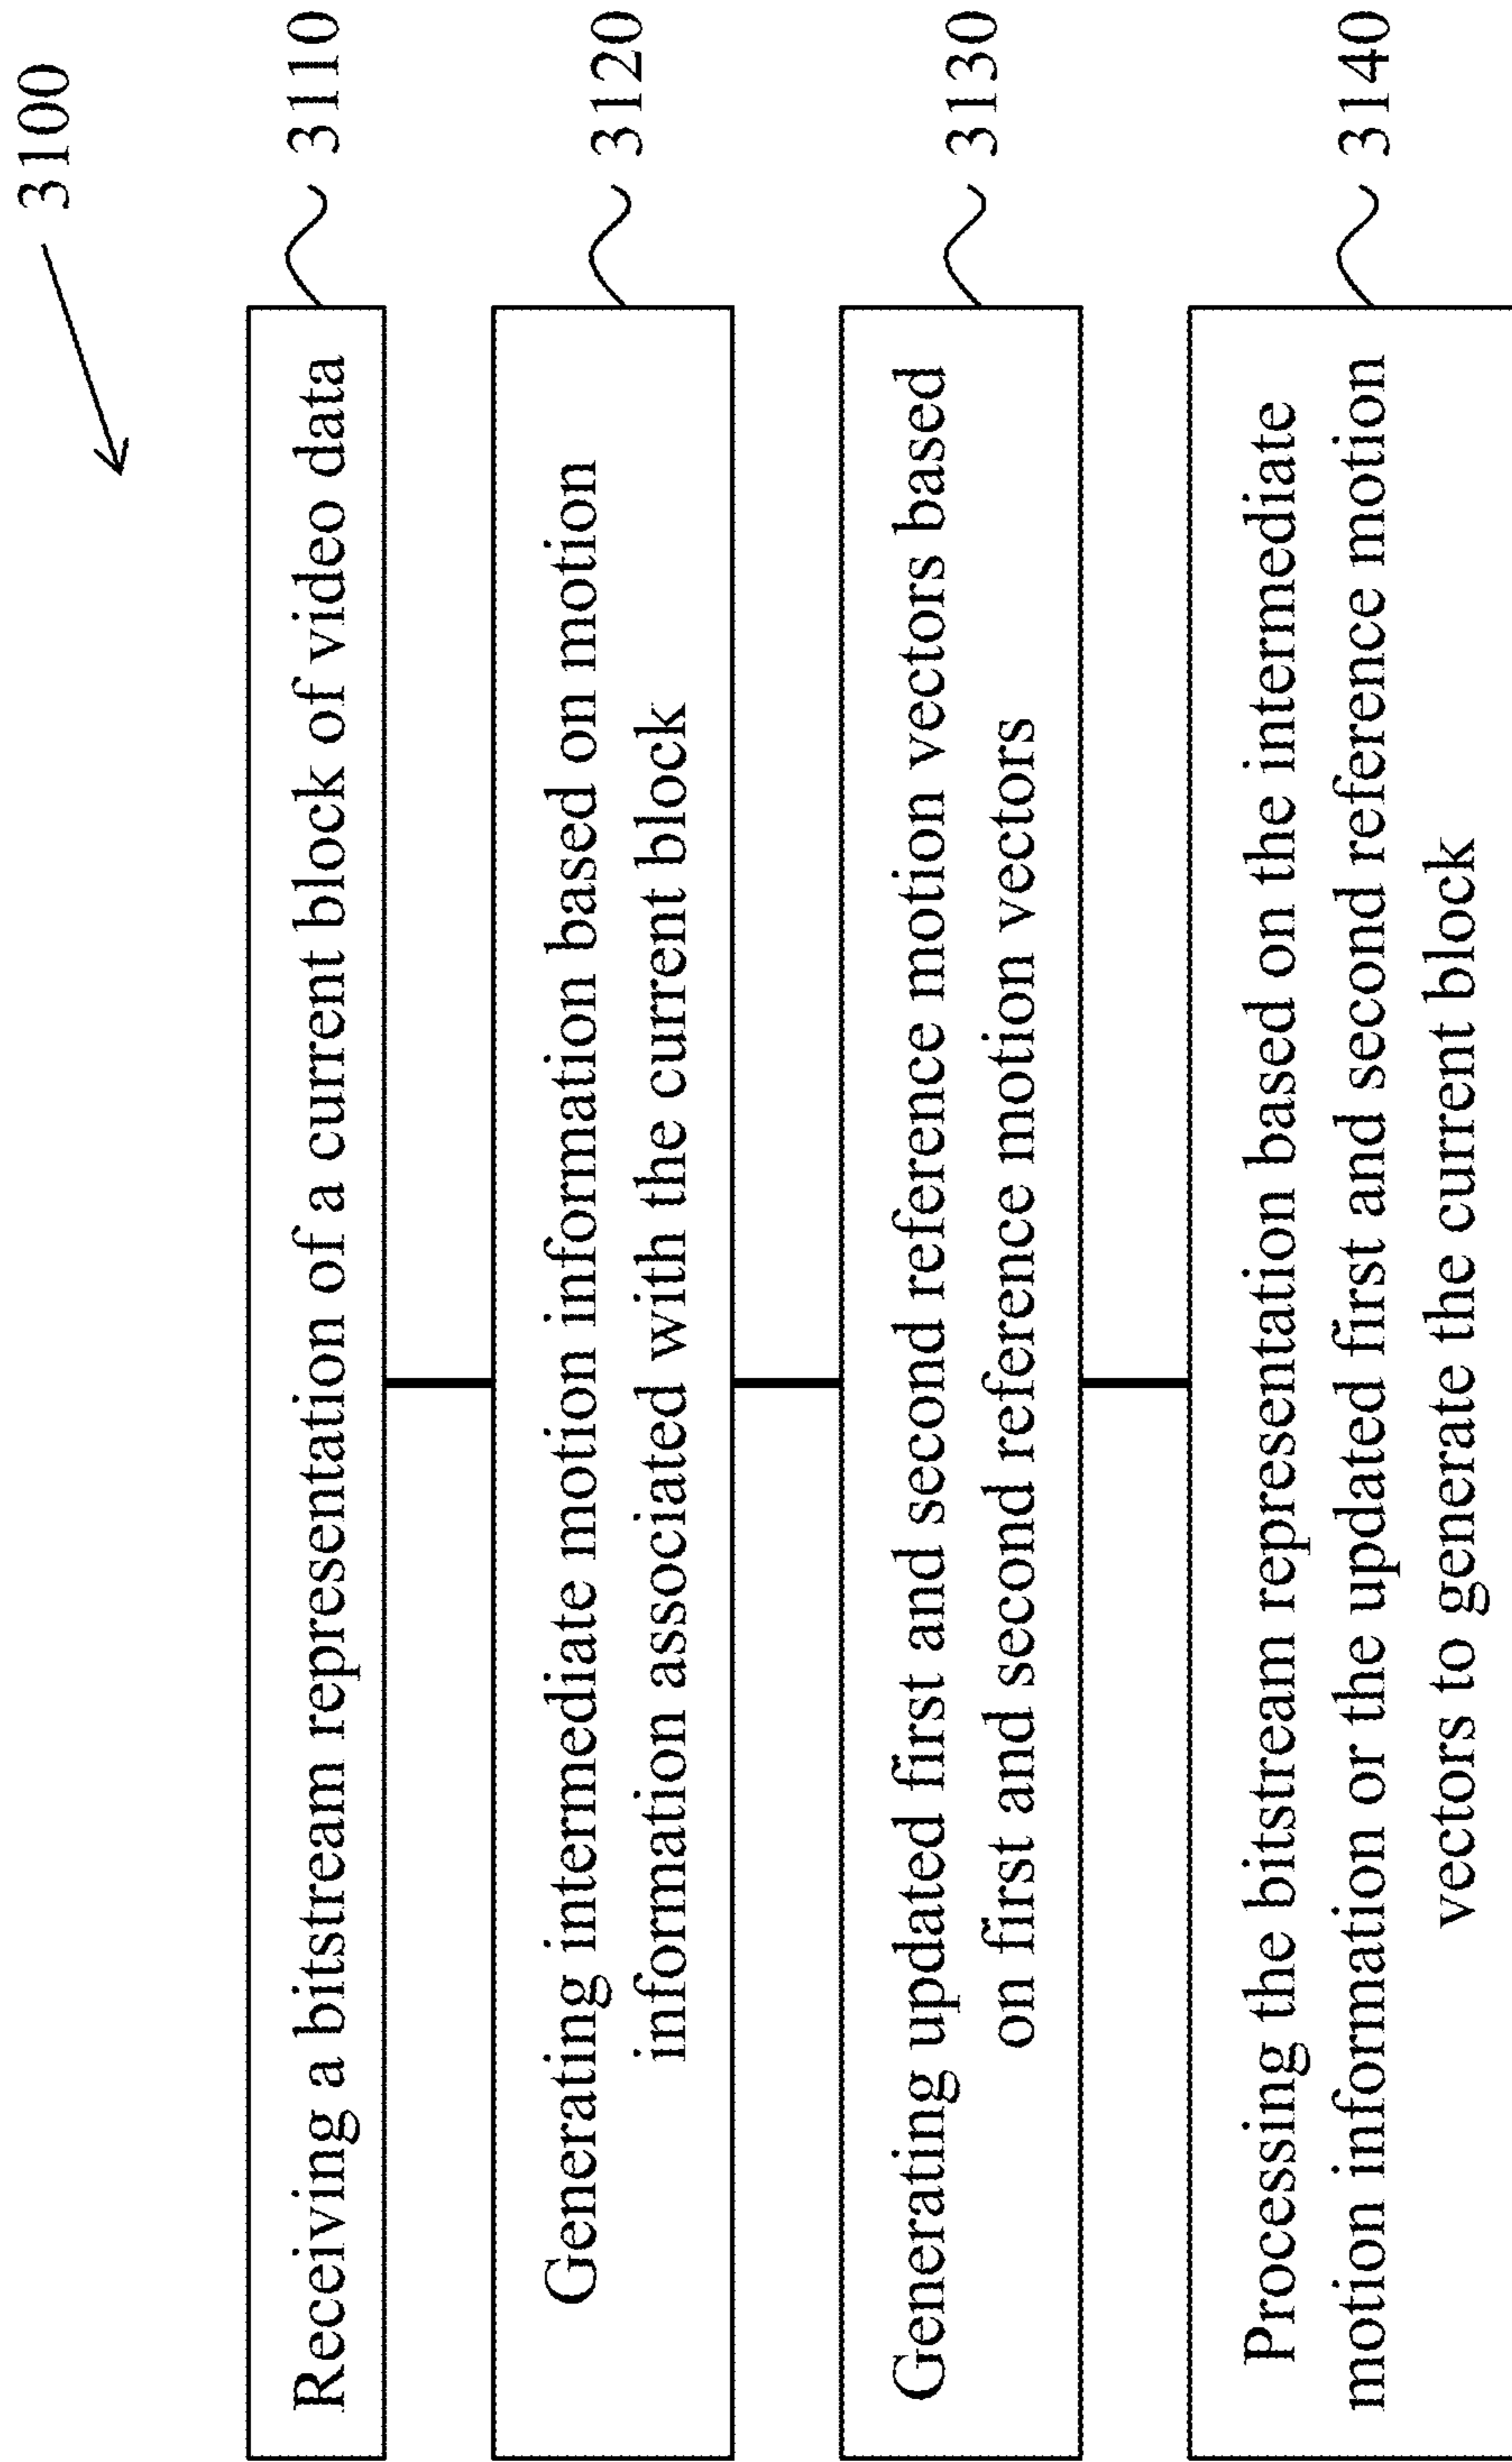 3100
Receiving a bitstream representation of a current block of video data
3110
Generating intermediate motion information based on motion
information associated with the current block
3120
Generating updated first and second reference motion vectors based
on first and second reference motion vectors
3130
Processing the bitstream representation based on the intermediate
motion information or the updated first and second reference motion
vectors to generate the current block
3140